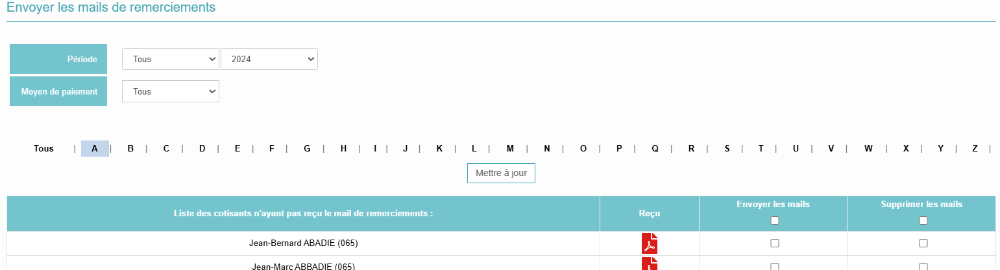 Envoyer les mails de remerciements
Période Tous 2024
Moyen de paiement Tous
Tous | A | B | C | D | E | F | G | H | I | J | K | L | M | N | O | P | Q | R | S | T | U | V | W | X | Y | Z |
Mettre à jour
Liste des cotisants n'ayant pas reçu le mail de remerciements : Reçu Envoyer les mails Supprimer les mails
Jean-Bernard ABADIE (065)
Jean-Marc ABBADIE (065)